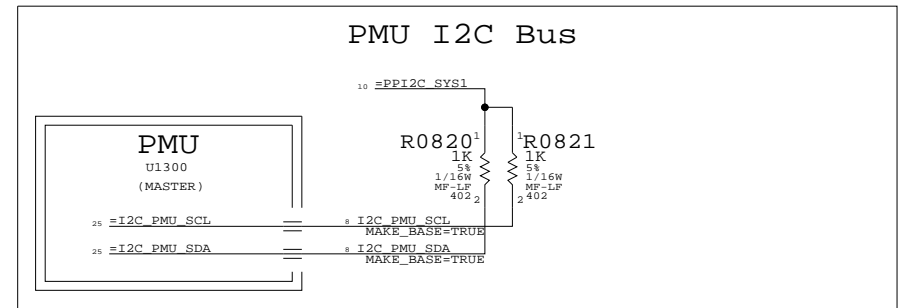 PMU I2C Bus
10 =PPI2C_SYS1
PMU
U1300
(MASTER)
R0820 1
1K
5%
1/16W
MF-LF
402 2
1 R0821
1K
5%
1/16W
MF-LF
2 402
25 =I2C_PMU_SCL
8 I2C_PMU_SCL
MAKE_BASE=TRUE
25 =I2C_PMU_SDA
8 I2C_PMU_SDA
MAKE_BASE=TRUE